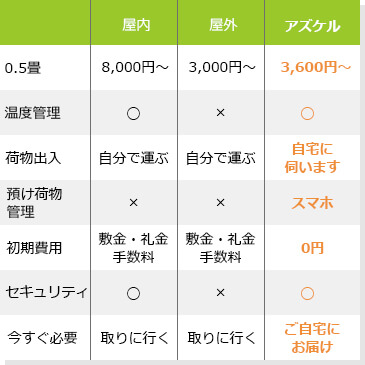 屋内 屋外 アズケル
0.5畳 8,000円～ 3,000円～ 3,600円～
温度管理 ○ × ○
荷物出入 自分で運ぶ 自分で運ぶ 自宅に
伺います
預け荷物
管理 × × スマホ
初期費用 敷金・礼金
手数料 敷金・礼金
手数料 0円
セキュリティ ○ × ○
今すぐ必要 取りに行く 取りに行く ご自宅に
お届け